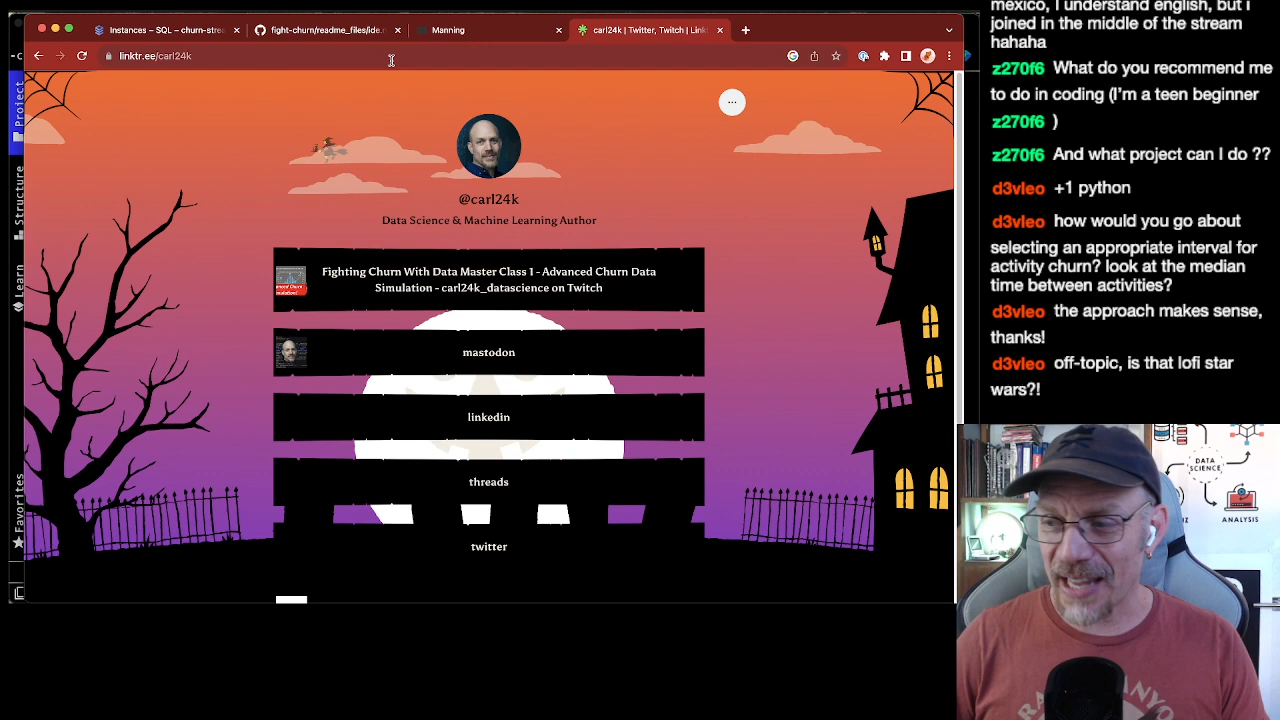 Instances – SQL – churn-strea
fight-churn/readme_files/ide.n
Manning
carl24k | Twitter, Twitch | Link
linktr.ee/carl24k
Project
Structure
Learn
Favorites
@carl24k
Data Science & Machine Learning Author
Fighting Churn With Data Master Class 1 - Advanced Churn Data
Simulation - carl24k_datascience on Twitch
mastodon
linkedin
threads
twitter
mexico, I understand english, but i
joined in the middle of the stream
hahaha
z270f6 What do you recommend me
to do in coding (I'm a teen beginner
z270f6 )
z270f6 And what project can I do ??
d3vleo +1 python
d3vleo how would you go about
selecting an appropriate interval for
activity churn? look at the median
time between activities?
d3vleo the approach makes sense,
thanks!
d3vleo off-topic, is that lofi star
wars?!
DATA
SCIENCE
ANALYSIS